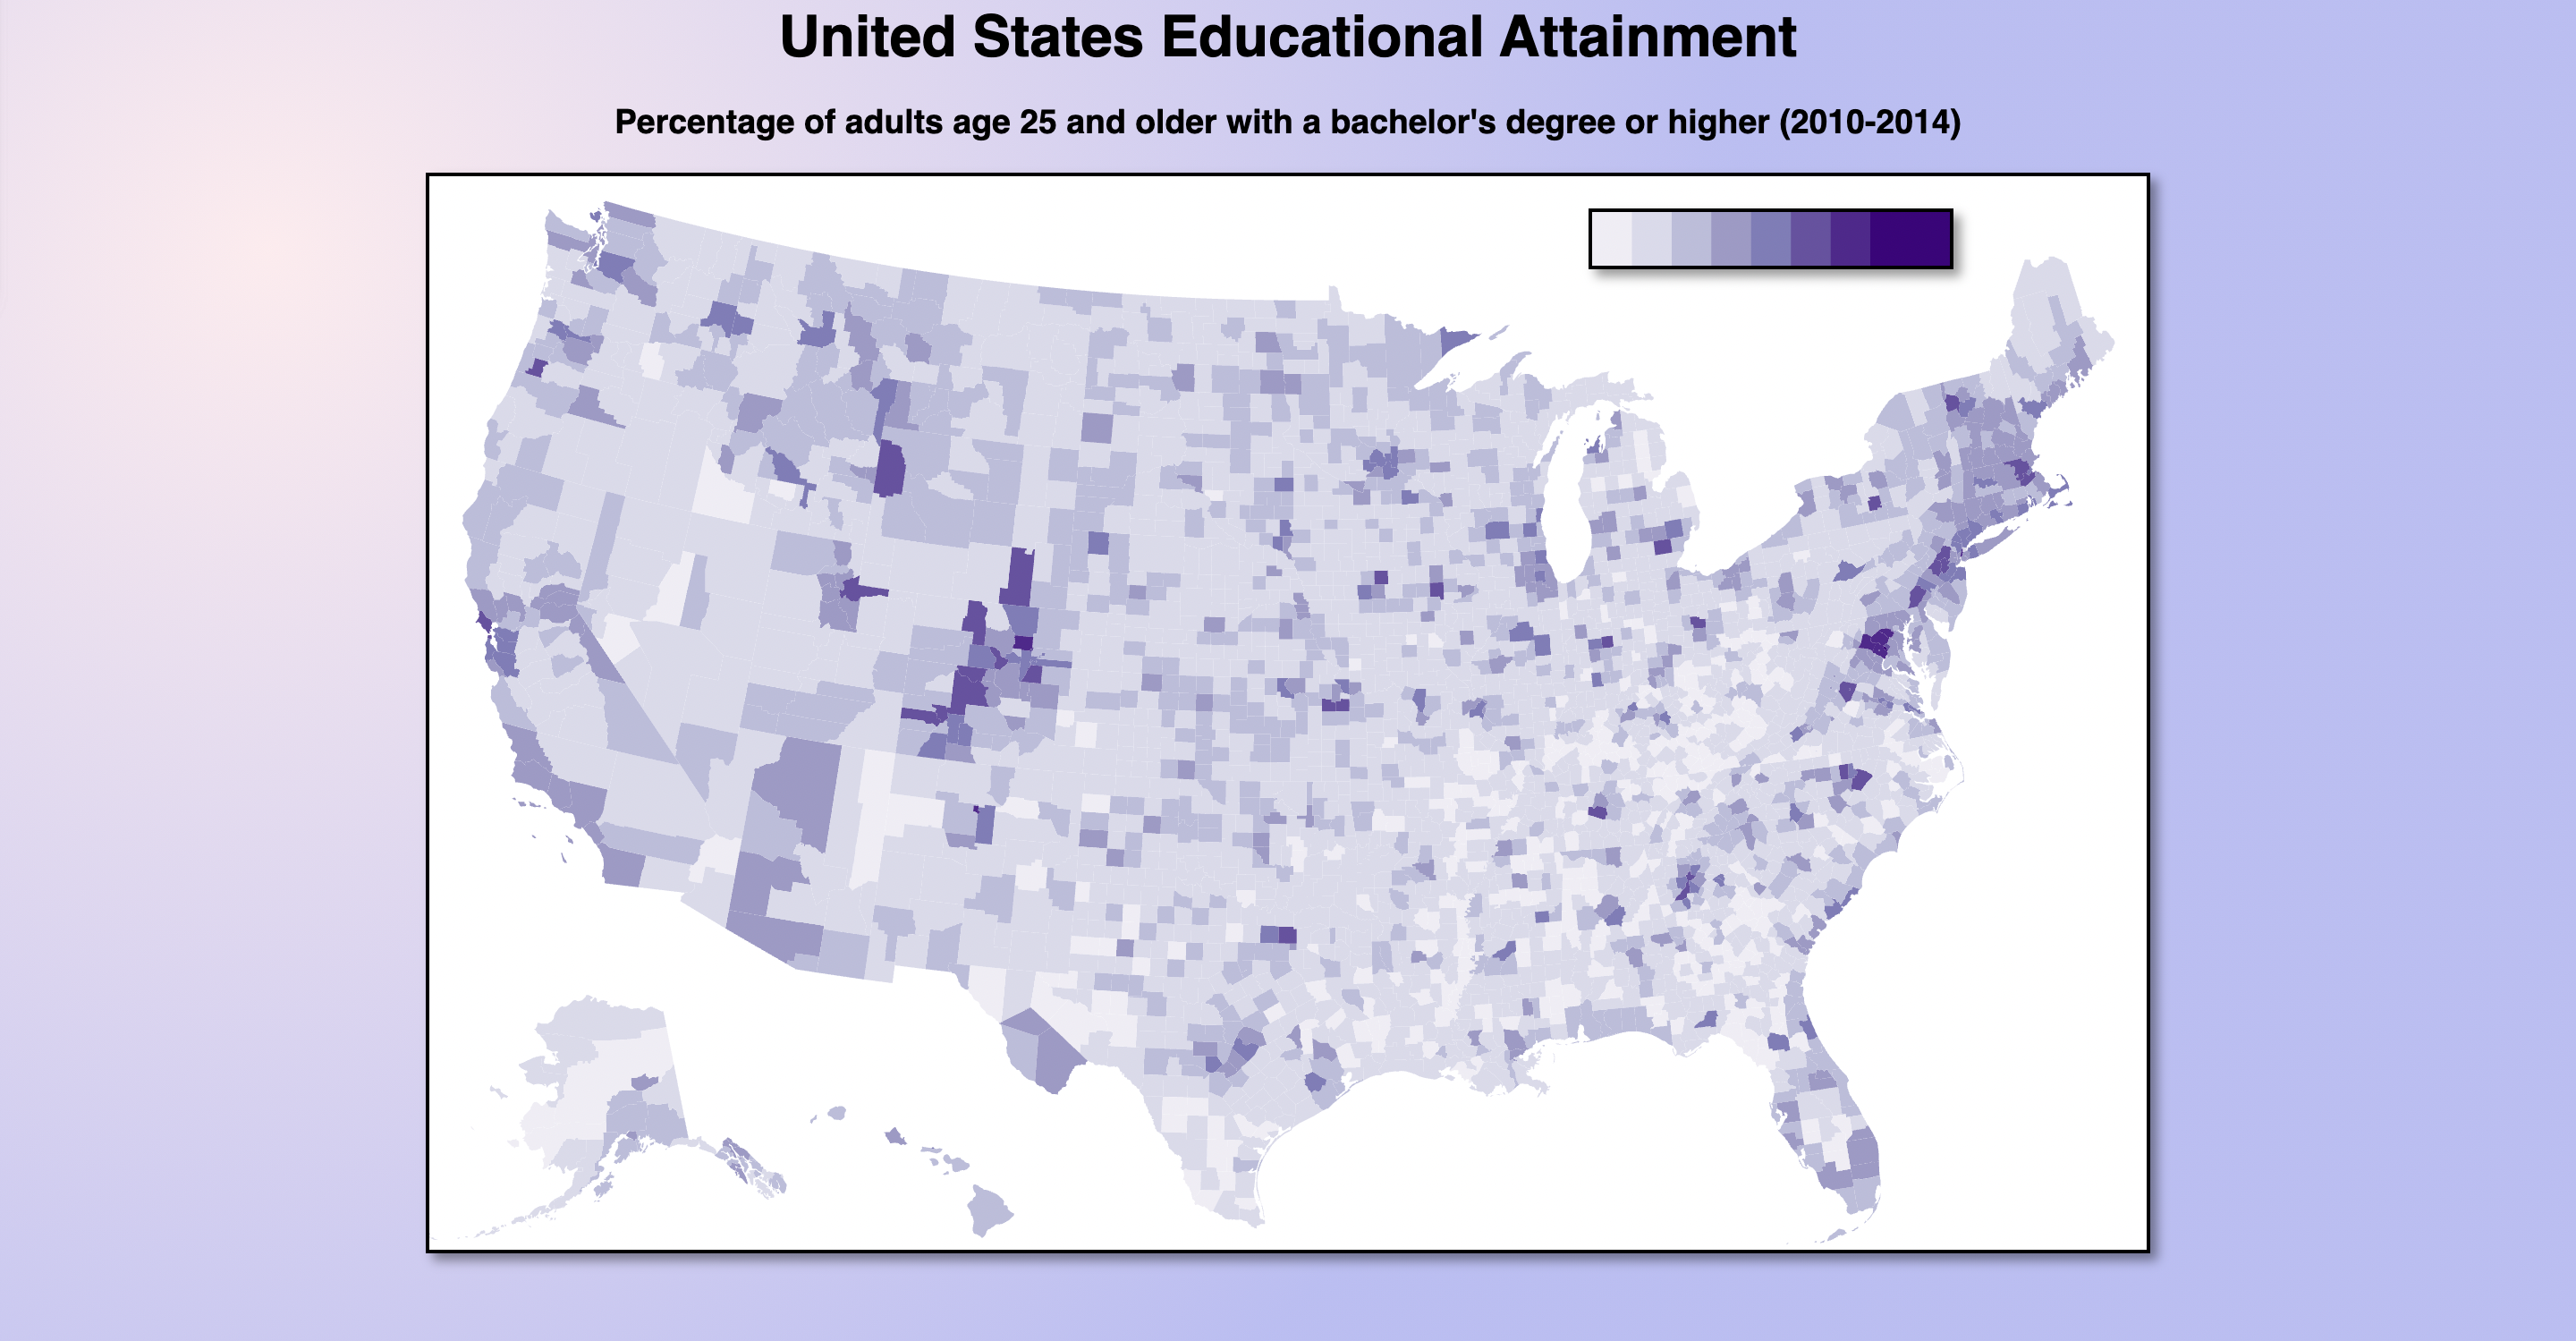 United States Educational Attainment
Percentage of adults age 25 and older with a bachelor's degree or higher (2010-2014)